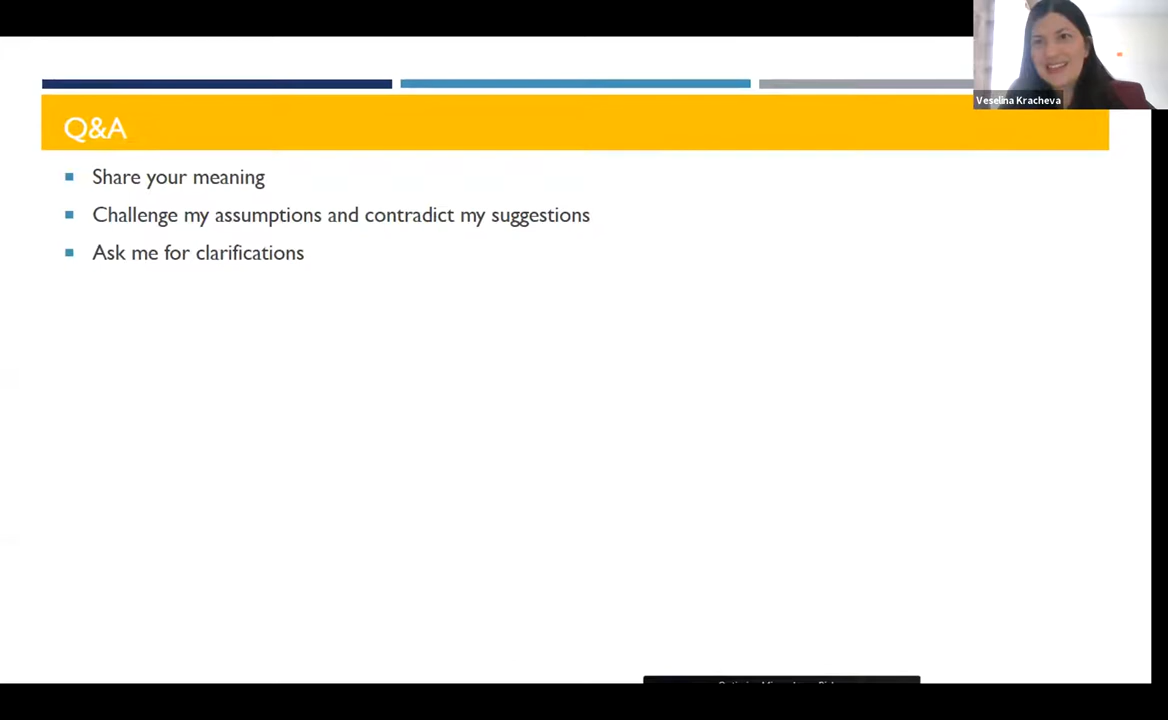 Veselina Kracheva
Q&A
Share your meaning
Challenge my assumptions and contradict my suggestions
Ask me for clarifications